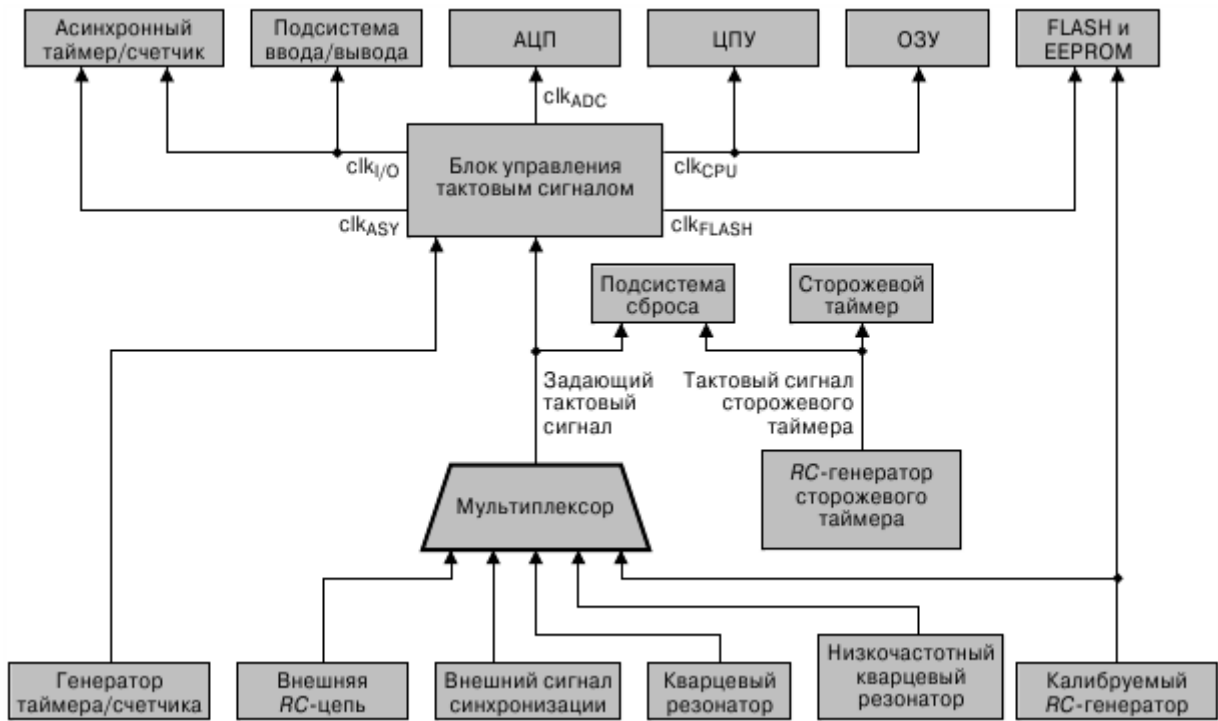 Асинхронный
таймер/счетчик
Подсистема
ввода/вывода
АЦП
ЦПУ
ОЗУ
FLASH и
EEPROM
clkADC
Блок управления
тактовым сигналом
clkI/O
clkCPU
clkASY
clkFLASH
Подсистема
сброса
Сторожевой
таймер
Задающий
тактовый
сигнал
Тактовый сигнал
сторожевого
таймера
RC-генератор
сторожевого
таймера
Мультиплексор
Генератор
таймера/счетчика
Внешняя
RC-цепь
Внешний сигнал
синхронизации
Кварцевый
резонатор
Низкочастотный
кварцевый
резонатор
Калибруемый
RC-генератор